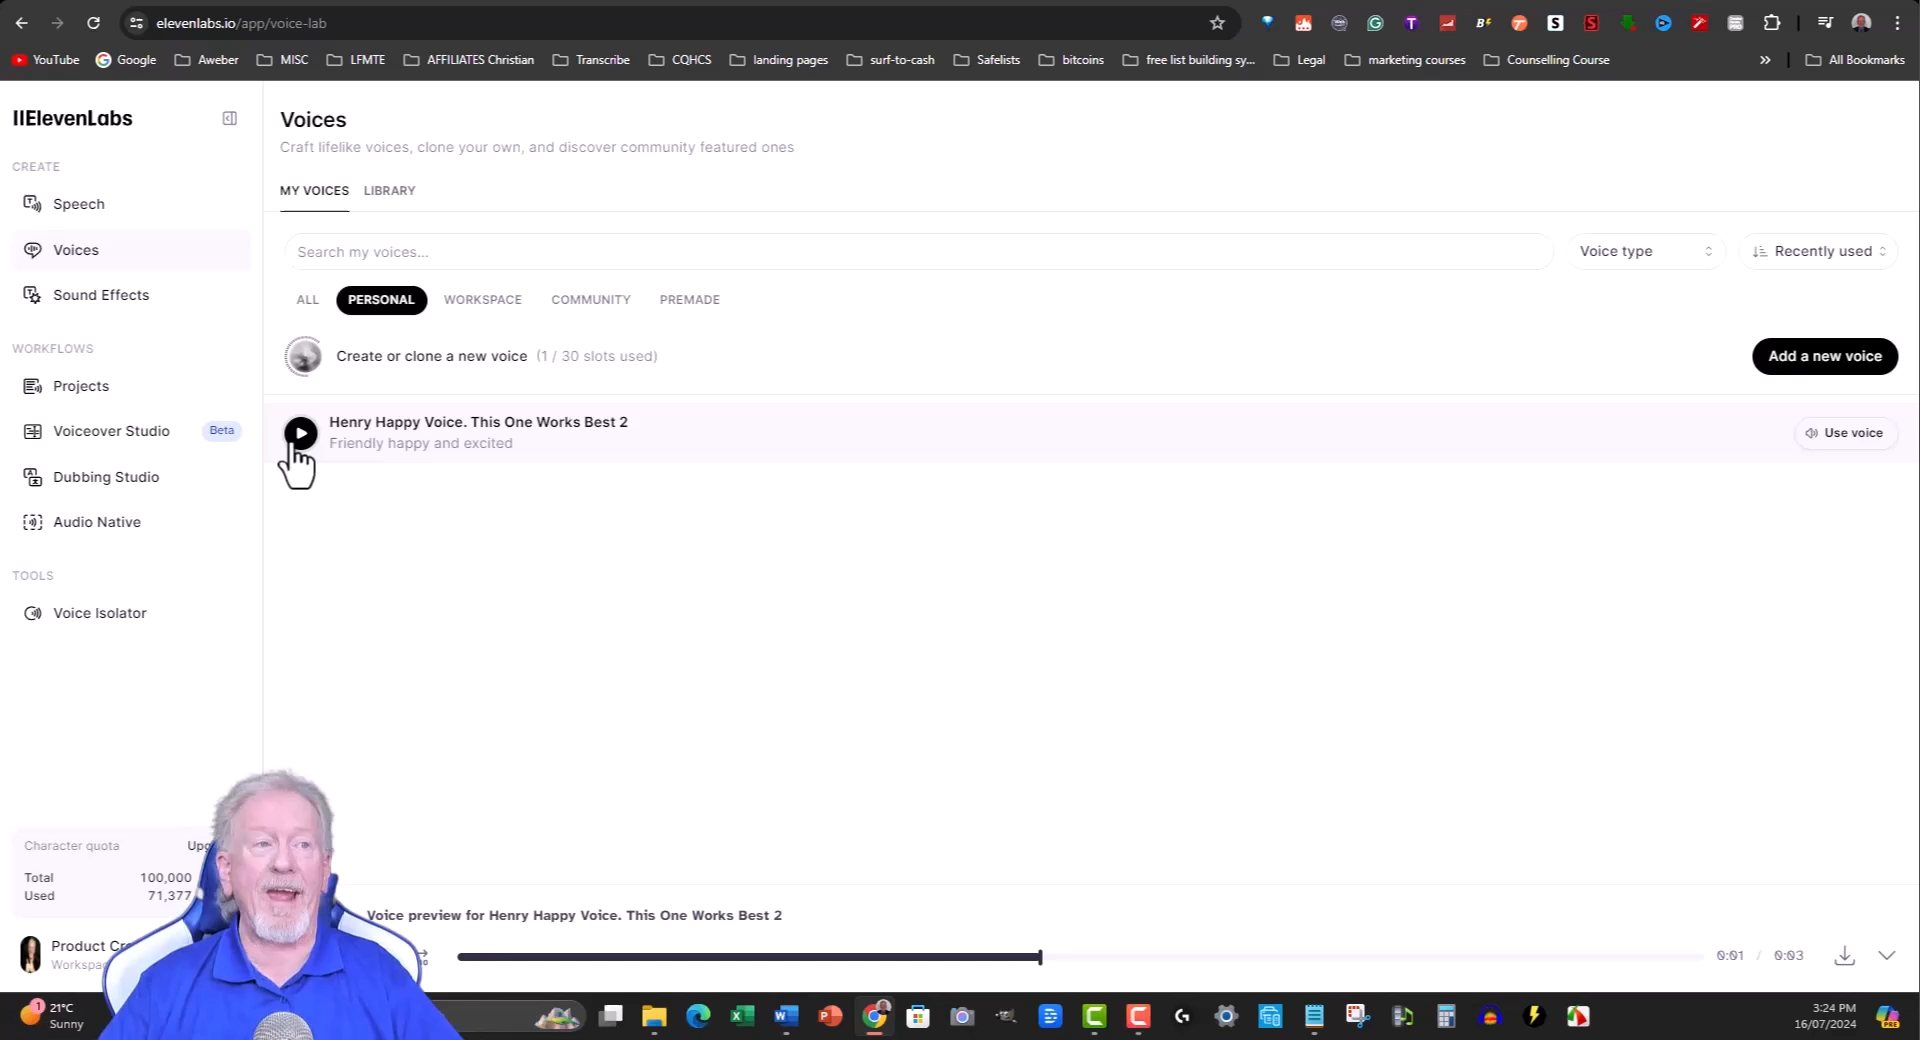 elevenlabs.io/app/voice-lab
YouTube Google Aweber MISC LFMTE AFFILIATES Christian Transcribe CQHCS landing pages surf-to-cash Safelists bitcoins free list building sy... Legal marketing courses Counselling Course » All Bookmarks
IIElevenLabs
CREATE
Speech
Voices
Sound Effects
WORKFLOWS
Projects
Voiceover Studio Beta
Dubbing Studio
Audio Native
TOOLS
Voice Isolator
Character quota
Total 100,000
Used 71,377
Product
Voices
Craft lifelike voices, clone your own, and discover community featured ones
MY VOICES LIBRARY
Search my voices... Voice type Recently used
ALL PERSONAL WORKSPACE COMMUNITY PREMADE
Create or clone a new voice (1 / 30 slots used) Add a new voice
Henry Happy Voice. This One Works Best 2
Friendly happy and excited
Use voice
Voice preview for Henry Happy Voice. This One Works Best 2
0:01 / 0:03
21°C
Sunny
3:24 PM
16/07/2024